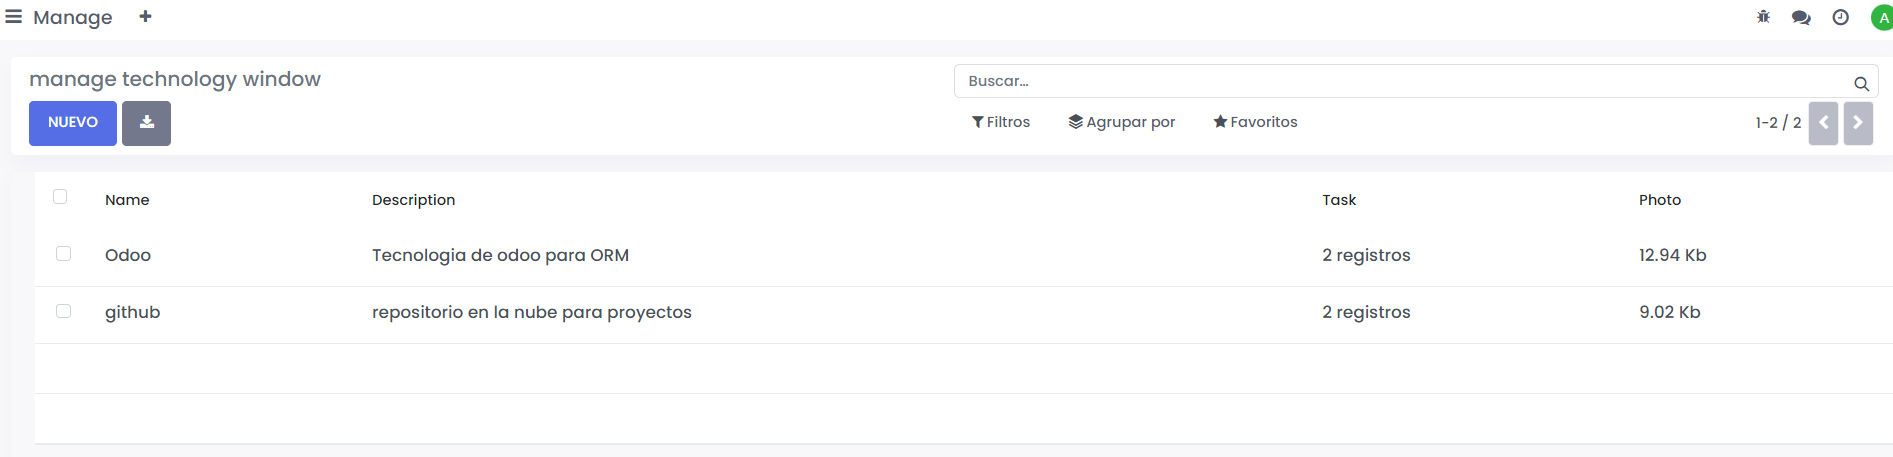 Manage
A
manage technology window
Buscar...
NUEVO
Filtros
Agrupar por
Favoritos
1-2 / 2
Name Description Task Photo
Odoo Tecnologia de odoo para ORM 2 registros 12.94 Kb
github repositorio en la nube para proyectos 2 registros 9.02 Kb